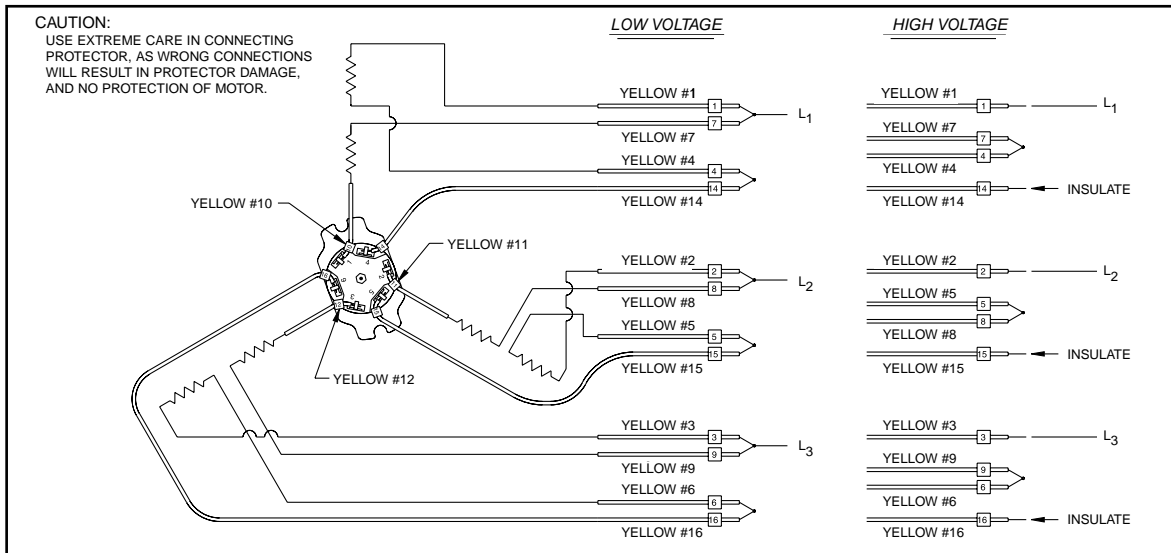 CAUTION:
USE EXTREME CARE IN CONNECTING
PROTECTOR, AS WRONG CONNECTIONS
WILL RESULT IN PROTECTOR DAMAGE,
AND NO PROTECTION OF MOTOR.
LOW VOLTAGE
YELLOW #1
1
L1
7
YELLOW #7
YELLOW #4
4
14
YELLOW #14
YELLOW #10
YELLOW #11
YELLOW #12
YELLOW #2
2
L2
8
YELLOW #8
YELLOW #5
5
15
YELLOW #15
YELLOW #3
3
L3
9
YELLOW #9
YELLOW #6
6
16
YELLOW #16
HIGH VOLTAGE
YELLOW #1
1
L1
YELLOW #7
7
4
YELLOW #4
14
INSULATE
YELLOW #14
YELLOW #2
2
L2
YELLOW #5
5
8
YELLOW #8
15
INSULATE
YELLOW #15
YELLOW #3
3
L3
YELLOW #9
9
6
YELLOW #6
16
INSULATE
YELLOW #16